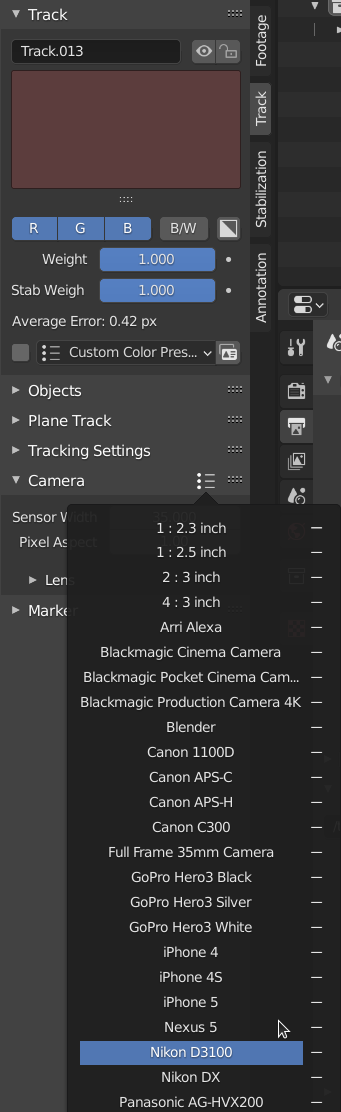 Track
Track.013
R G B B/W
Weight 1.000
Stab Weigh 1.000
Average Error: 0.42 px
Custom Color Pres...
Objects
Plane Track
Tracking Settings
Camera
Sensor
Pixel
Lens
Marker
1 : 2.3 inch
1 : 2.5 inch
2 : 3 inch
4 : 3 inch
Arri Alexa
Blackmagic Cinema Camera
Blackmagic Pocket Cinema Cam...
Blackmagic Production Camera 4K
Blender
Canon 1100D
Canon APS-C
Canon APS-H
Canon C300
Full Frame 35mm Camera
GoPro Hero3 Black
GoPro Hero3 Silver
GoPro Hero3 White
iPhone 4
iPhone 4S
iPhone 5
Nexus 5
Nikon D3100
Nikon DX
Panasonic AG-HVX200
Footage
Track
Stabilization
Annotation